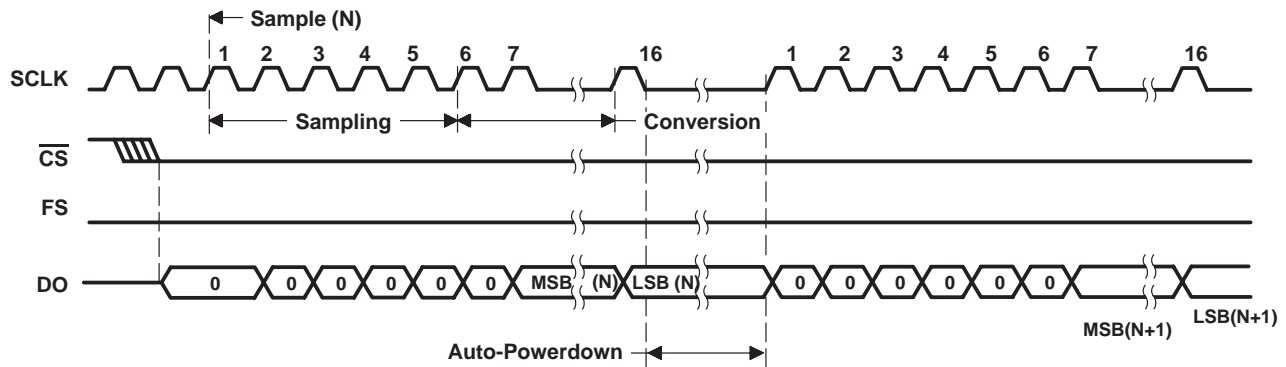 Sample (N)
1 2 3 4 5 6 7 16 1 2 3 4 5 6 7 16
SCLK
Sampling Conversion
CS
FS
DO 0 0 0 0 0 0 MSB (N) LSB (N) 0 0 0 0 0 0
MSB(N+1) LSB(N+1)
Auto-Powerdown